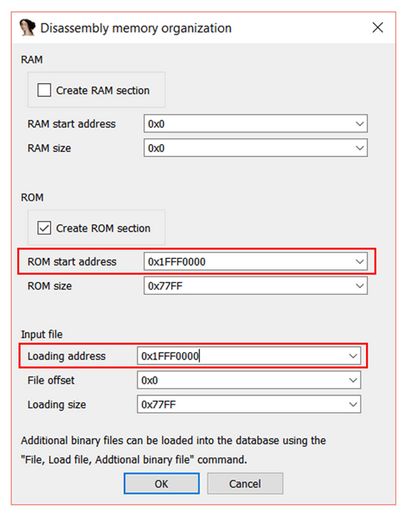 Disassembly memory organization
RAM
Create RAM section
RAM start address 0x0
RAM size 0x0
ROM
Create ROM section
ROM start address 0x1FFF0000
ROM size 0x77FF
Input file
Loading address 0x1FFF0000
File offset 0x0
Loading size 0x77FF
Additional binary files can be loaded into the database using the
"File, Load file, Addtional binary file" command.
OK Cancel